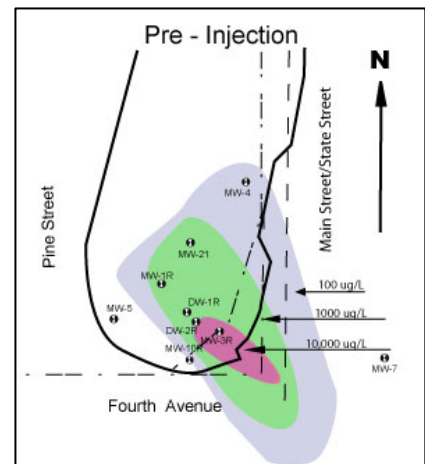 Pre - Injection
N
Main Street/State Street
Pine Street
MW-4
MW-21
MW-1R
100 ug/L
DW-1R
MW-5
1000 ug/L
DW-2R
MW-3R
10,000 ug/L
MW-10R
MW-7
Fourth Avenue